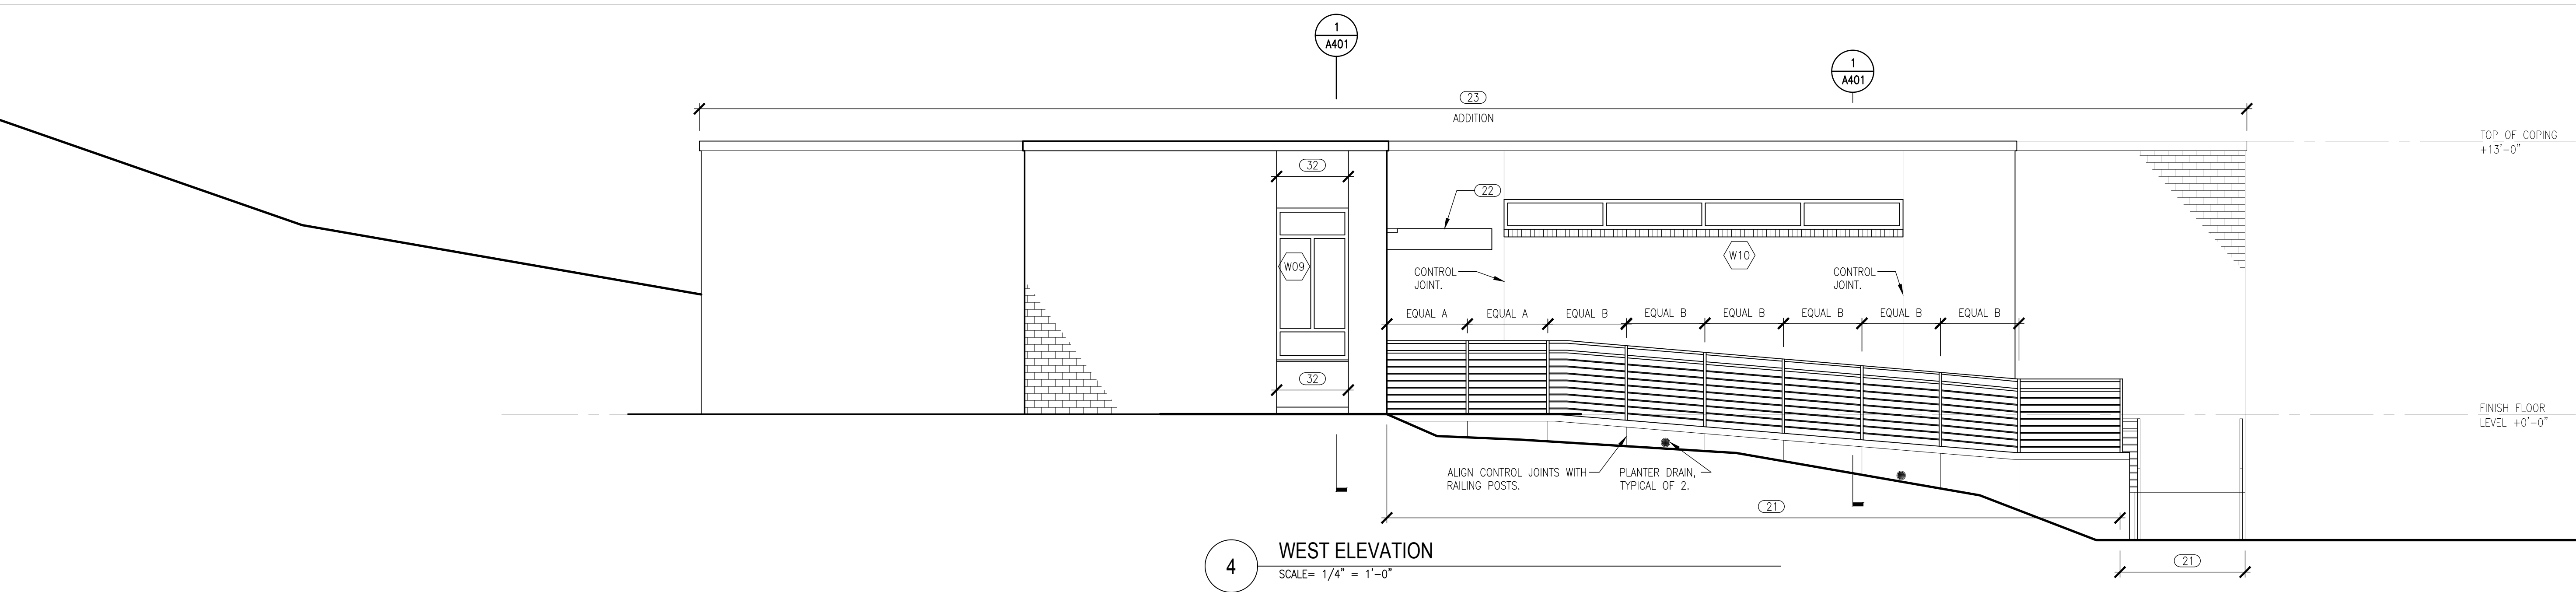 1
A401
1
A401
23
ADDITION
TOP OF COPING
+13'-0"
32
22
W09
W10
CONTROL
JOINT.
CONTROL
JOINT.
EQUAL A
EQUAL A
EQUAL B
EQUAL B
EQUAL B
EQUAL B
EQUAL B
EQUAL B
32
FINISH FLOOR
LEVEL +0'-0"
ALIGN CONTROL JOINTS WITH
RAILING POSTS.
PLANTER DRAIN,
TYPICAL OF 2.
21
4
WEST ELEVATION
SCALE= 1/4" = 1'-0"
21